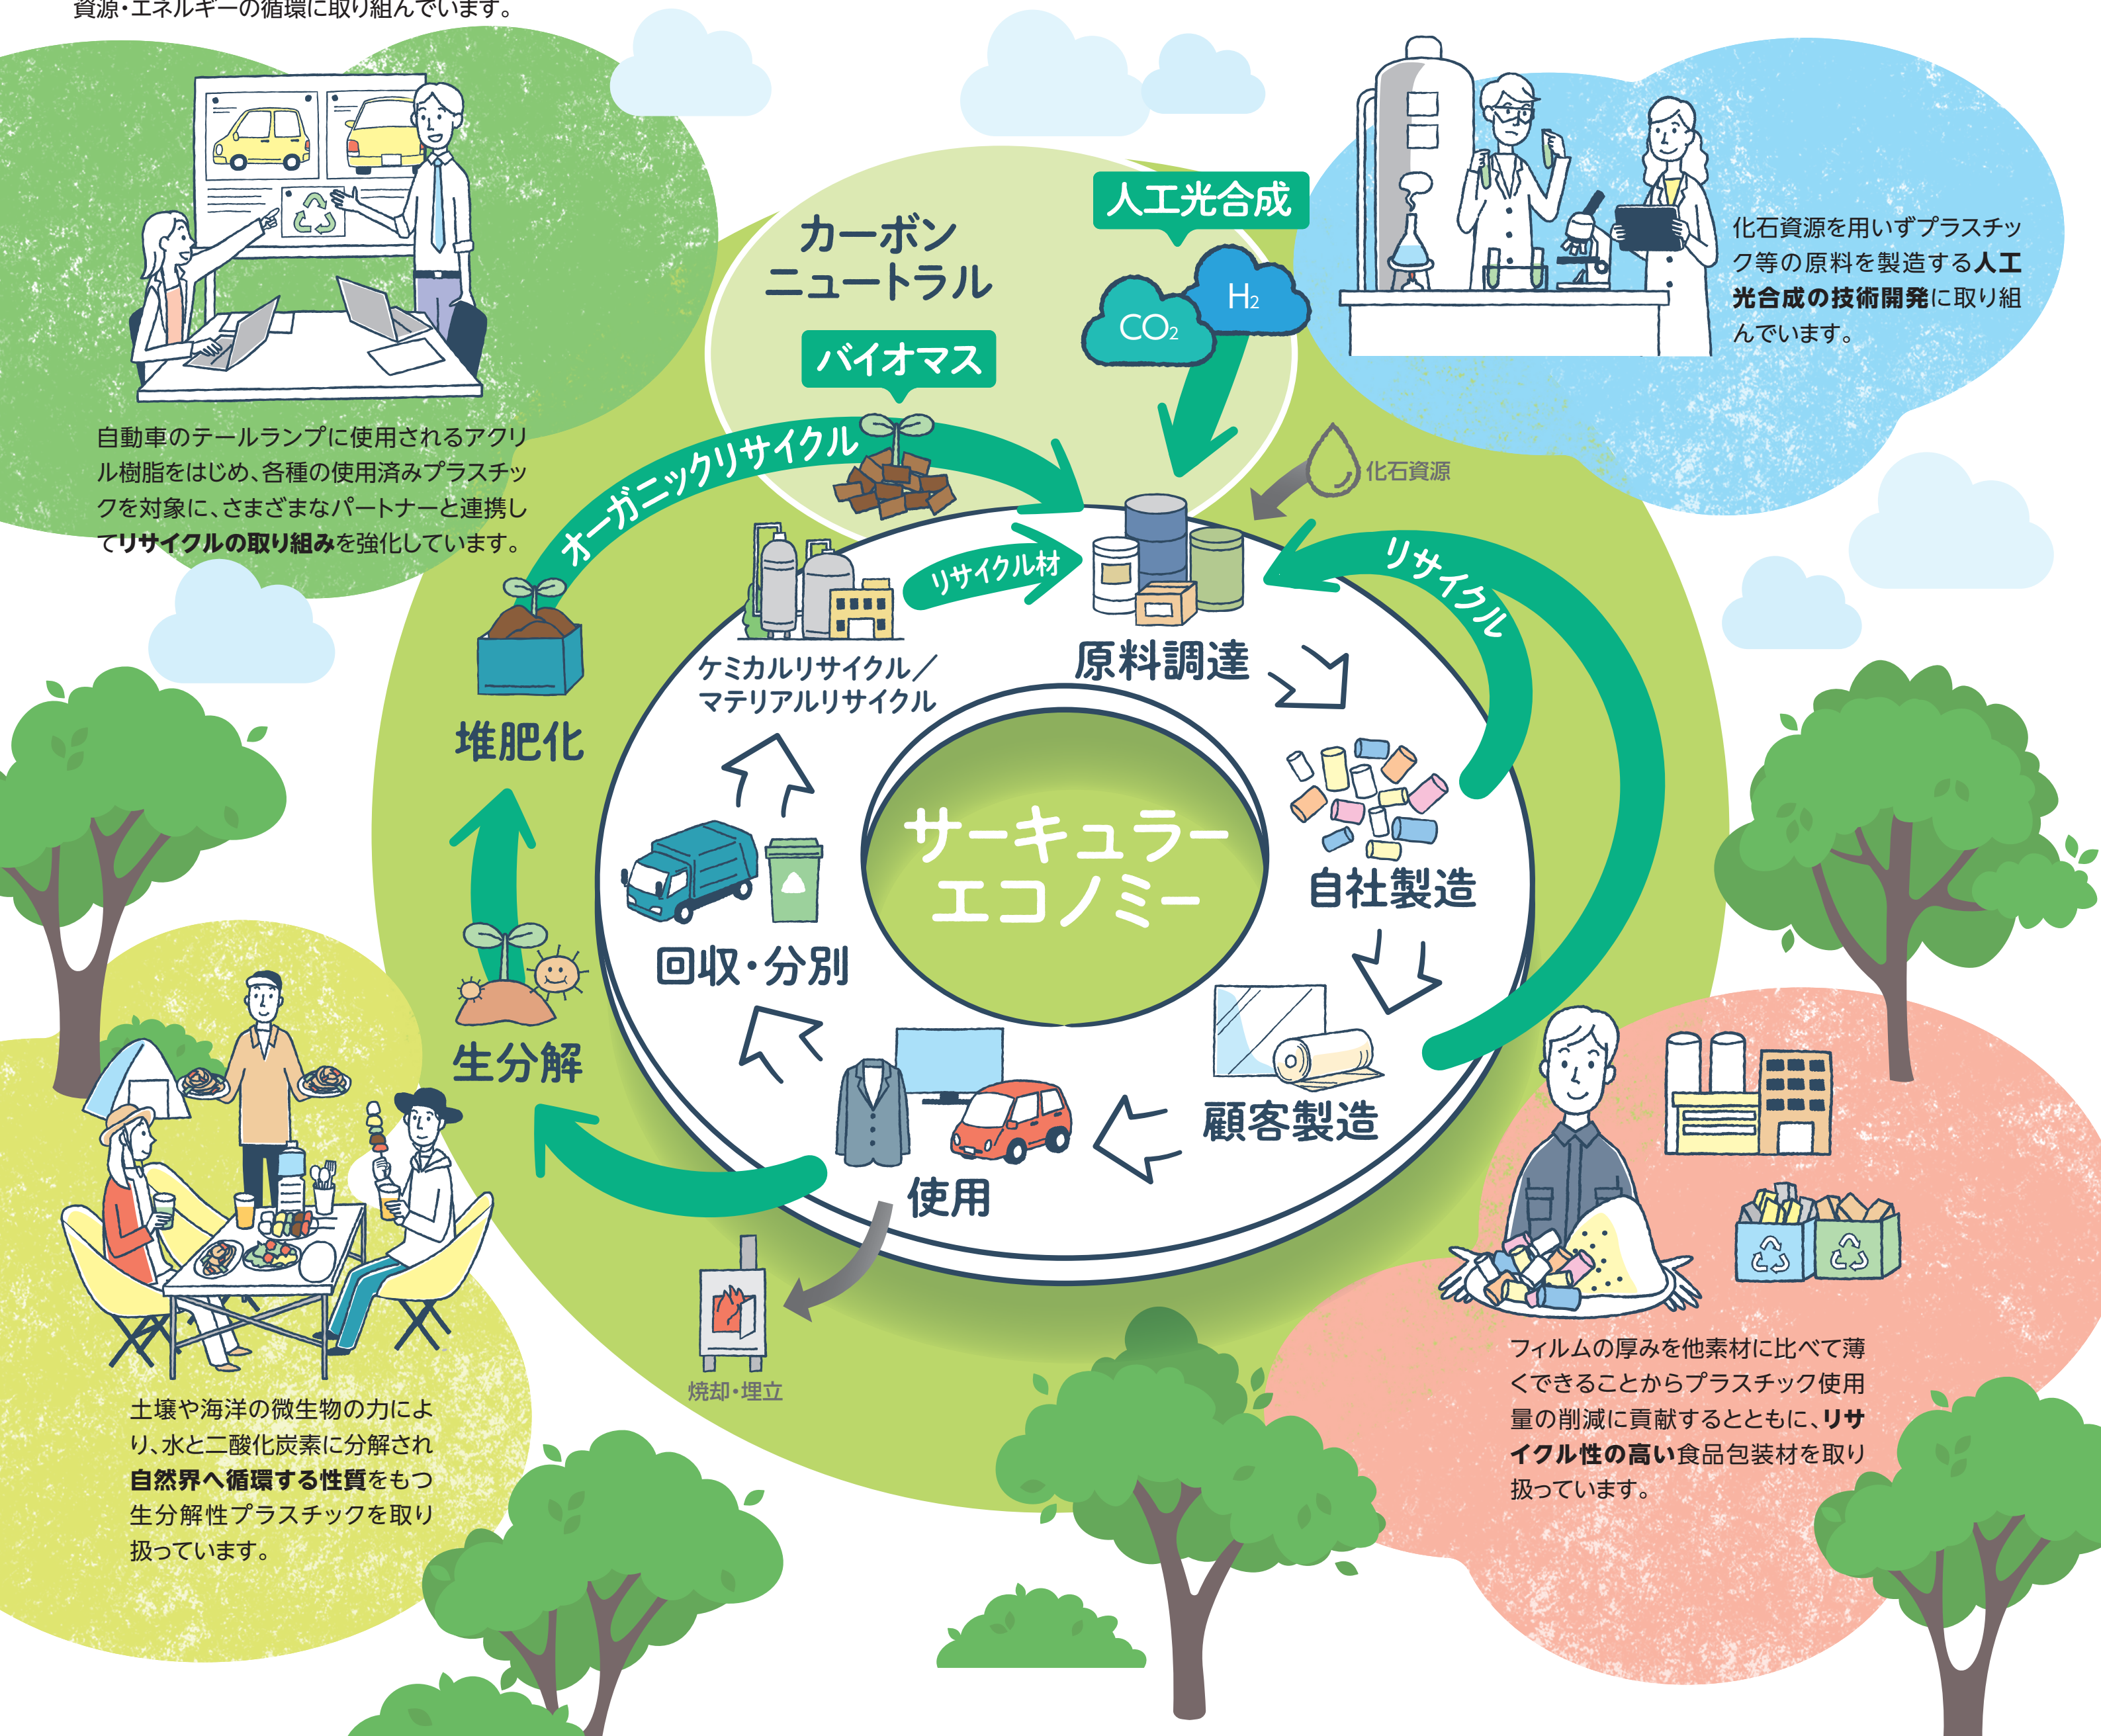 資源・エネルギーの循環に取り組んでいます。
自動車のテールランプに使用されるアクリ
ル樹脂をはじめ、各種の使用済みプラスチッ
クを対象に、さまざまなパートナーと連携し
てリサイクルの取り組みを強化しています。
カーボン
ニュートラル
バイオマス
人工光合成
CO₂
H₂
化石資源を用いずプラスチッ
ク等の原料を製造する人工
光合成の技術開発に取り組
んでいます。
オーガニックリサイクル
化石資源
リサイクル材
リサイクル
原料調達
ケミカルリサイクル／
マテリアルリサイクル
堆肥化
サーキュラー
エコノミー
自社製造
回収・分別
生分解
顧客製造
使用
焼却・埋立
土壌や海洋の微生物の力によ
り、水と二酸化炭素に分解され
自然界へ循環する性質をもつ
生分解性プラスチックを取り
扱っています。
フィルムの厚みを他素材に比べて薄
くできることからプラスチック使用
量の削減に貢献するとともに、リサ
イクル性の高い食品包装材を取り
扱っています。